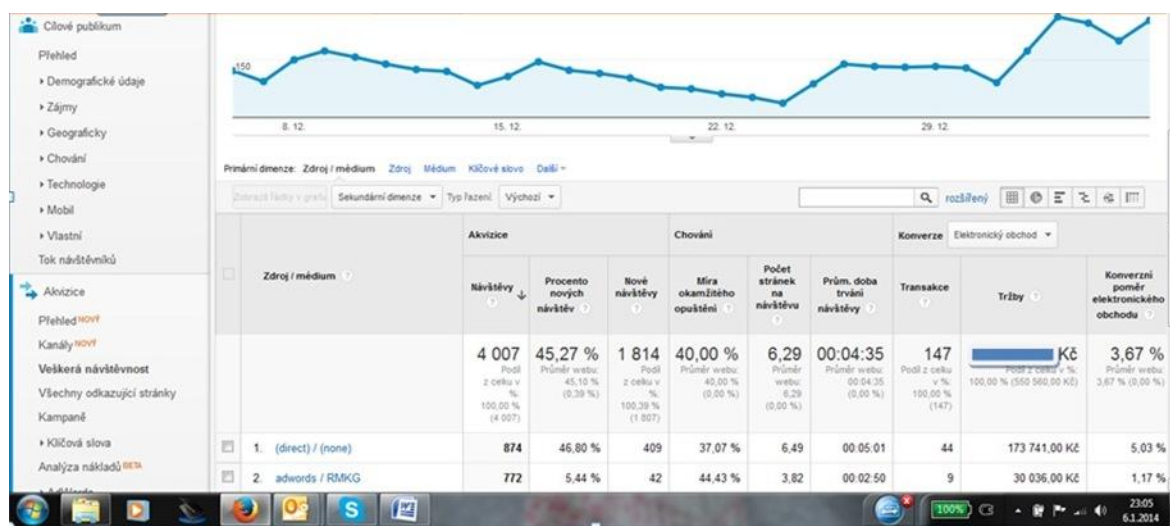 Cílové publikum
Přehled
Demografické údaje
Zájmy
Geograficky
Chování
Technologie
Mobil
Vlastní
Tok návštěvníků
Akvizice
Přehled NOVÝ
Kanály NOVÝ
Veškerá návštěvnost
Všechny odkazující stránky
Kampaně
Klíčová slova
Analýza nákladů BETA
150
8. 12. 15. 12. 22. 12. 29. 12.
Primární dimenze: Zdroj / médium Zdroj Médium Klíčové slovo Další
Zobrazit řádky v grafu Sekundární dimenze Typ řazení: Výchozí rozšířený
Akvizice Chování Konverze Elektronický obchod
Zdroj / médium ?
Návštěvy ?
Procento
nových
návštěv ?
Nové
návštěvy
?
Míra
okamžitého
opuštění ?
Počet
stránek
na
návštěvu
?
Prům. doba
trvání
návštěvy ?
Transakce
?
Tržby ?
Konverzní
poměr
elektronického
obchodu ?
4 007
Podíl
z celku v
%:
100,00 %
(4 007)
45,27 %
Průměr webu:
45,10 %
(0,39 %)
1 814
Podíl
z celku v
%:
100,39 %
(1 807)
40,00 %
Průměr webu:
40,00 %
(0,00 %)
6,29
Průměr
webu:
6,29
(0,00 %)
00:04:35
Průměr webu:
00:04:35
(0,00 %)
147
Podíl z celku
v %:
100,00 %
(147)
Kč
Podíl z celku v %:
100,00 % (550 560,00 Kč)
3,67 %
Průměr webu:
3,67 % (0,00 %)
1. (direct) / (none) 874 46,80 % 409 37,07 % 6,49 00:05:01 44 173 741,00 Kč 5,03 %
2. adwords / RMKG 772 5,44 % 42 44,43 % 3,82 00:02:50 9 30 036,00 Kč 1,17 %
100%
23:05
6.1.2014